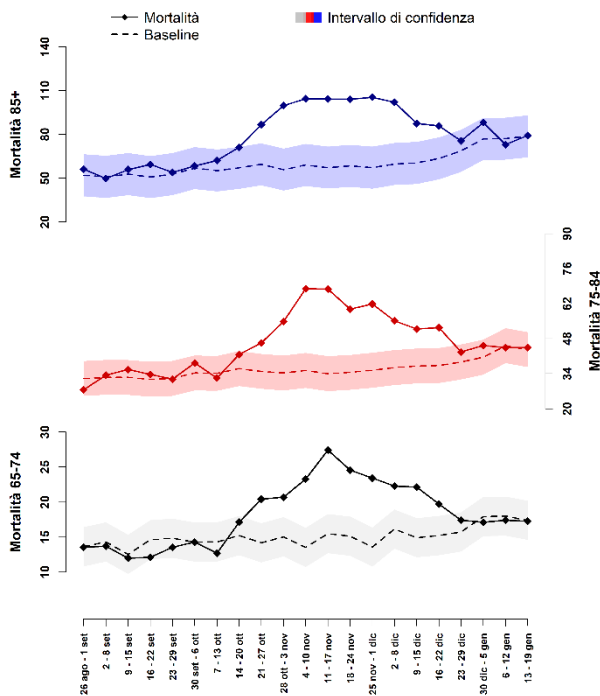 Mortalità
Intervallo di confidenza
Baseline
Mortalità 85+
140
110
80
50
20
Mortalità 75-84
90
76
62
48
34
20
Mortalità 65-74
30
25
20
15
10
26 ago - 1 set
2 - 8 set
9 - 15 set
16 - 22 set
23 - 29 set
30 set - 6 ott
7 - 13 ott
14 - 20 ott
21 - 27 ott
28 ott - 3 nov
4 - 10 nov
11 - 17 nov
18 - 24 nov
25 nov - 1 dic
2 - 8 dic
9 - 15 dic
16 - 22 dic
23 - 29 dic
30 dic - 5 gen
6 - 12 gen
13 - 19 gen